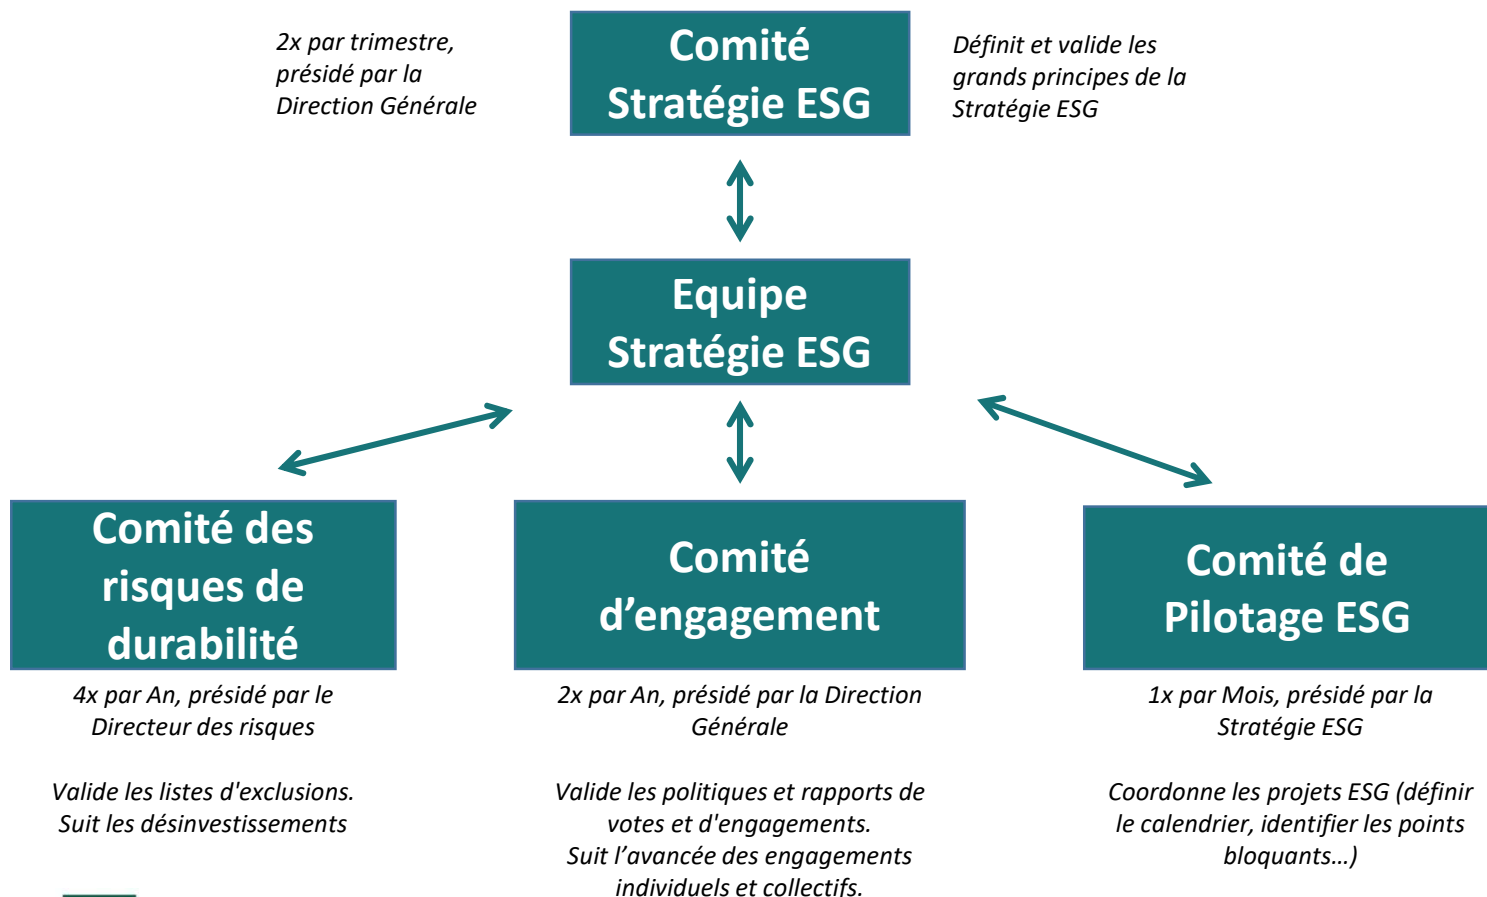 2x par trimestre,
présidé par la
Direction Générale
Comité
Stratégie ESG
Définit et valide les
grands principes de la
Stratégie ESG
Equipe
Stratégie ESG
Comité des
risques de
durabilité
4x par An, présidé par le
Directeur des risques
Valide les listes d'exclusions.
Suit les désinvestissements
Comité
d’engagement
2x par An, présidé par la Direction
Générale
Valide les politiques et rapports de
votes et d'engagements.
Suit l’avancée des engagements
individuels et collectifs.
Comité de
Pilotage ESG
1x par Mois, présidé par la
Stratégie ESG
Coordonne les projets ESG (définir
le calendrier, identifier les points
bloquants…)